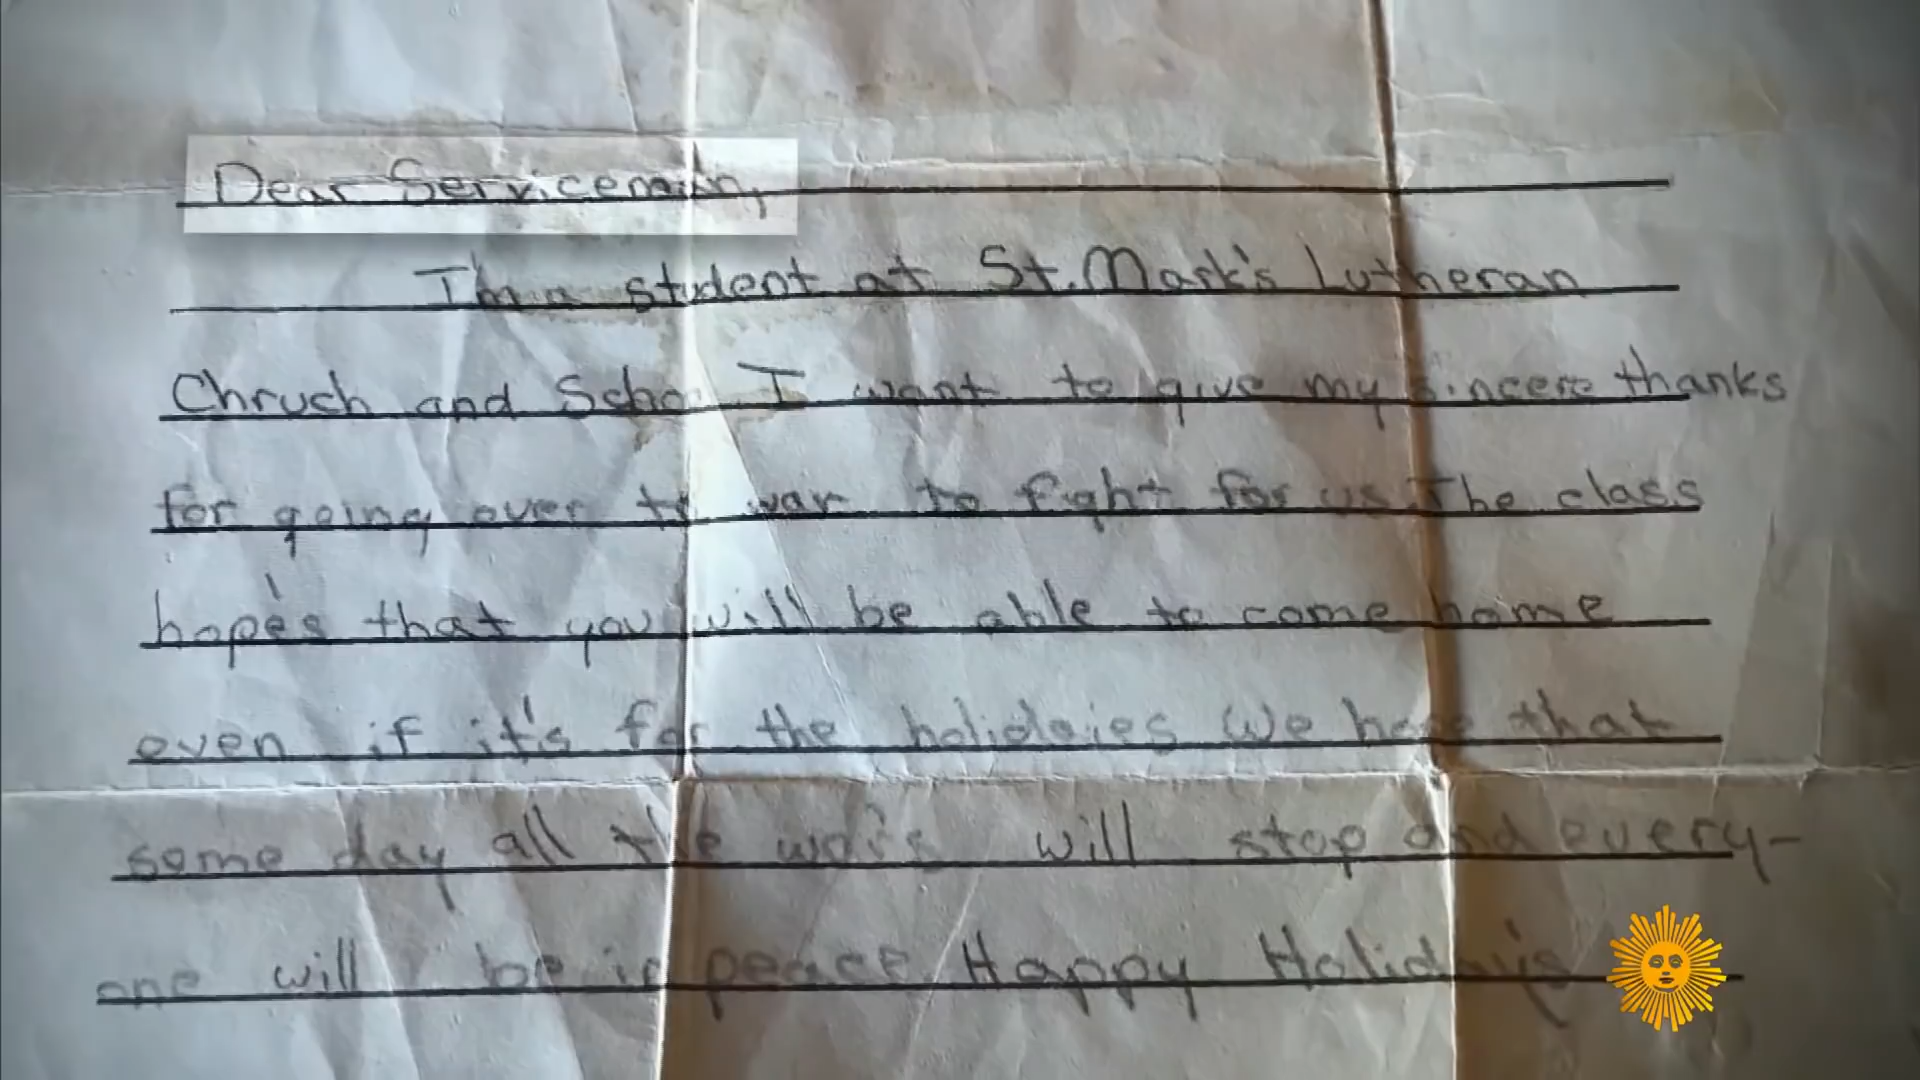 Dear Serviceman,
I'm a student at St. Mark's Lutheran
Chruch and Scho I want to give my sincere thanks
for going over to war to fight for us. The class
hope's that you will be able to come home
even if it's for the holidaies We hope that
some day all the wars will stop and every-
one will be in peace Happy Holiday's